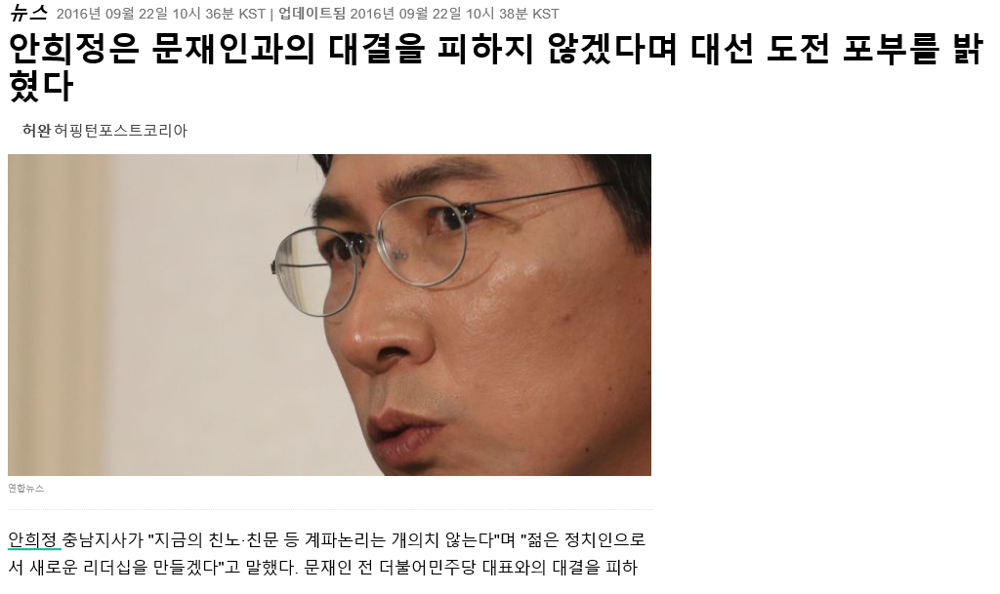 뉴스 2016년 09월 22일 10시 36분 KST | 업데이트됨 2016년 09월 22일 10시 38분 KST
안희정은 문재인과의 대결을 피하지 않겠다며 대선 도전 포부를 밝
혔다
허완 허핑턴포스트코리아
연합뉴스
안희정 충남지사가 "지금의 친노·친문 등 계파논리는 개의치 않는다"며 "젊은 정치인으로
서 새로운 리더십을 만들겠다"고 말했다. 문재인 전 더불어민주당 대표와의 대결을 피하